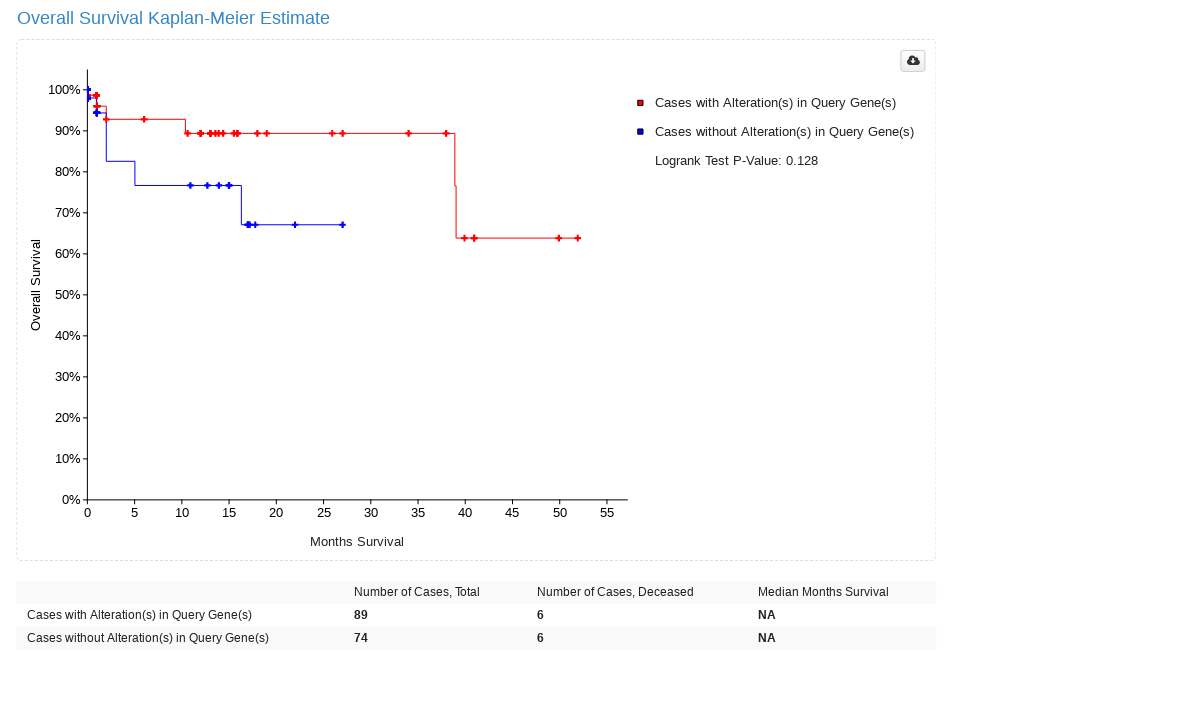 Overall Survival Kaplan-Meier Estimate
100%
90%
80%
70%
60%
50%
40%
30%
20%
10%
0%
Overall Survival
0 5 10 15 20 25 30 35 40 45 50 55
Months Survival
Cases with Alteration(s) in Query Gene(s)
Cases without Alteration(s) in Query Gene(s)
Logrank Test P-Value: 0.128
Number of Cases, Total Number of Cases, Deceased Median Months Survival
Cases with Alteration(s) in Query Gene(s) 89 6 NA
Cases without Alteration(s) in Query Gene(s) 74 6 NA